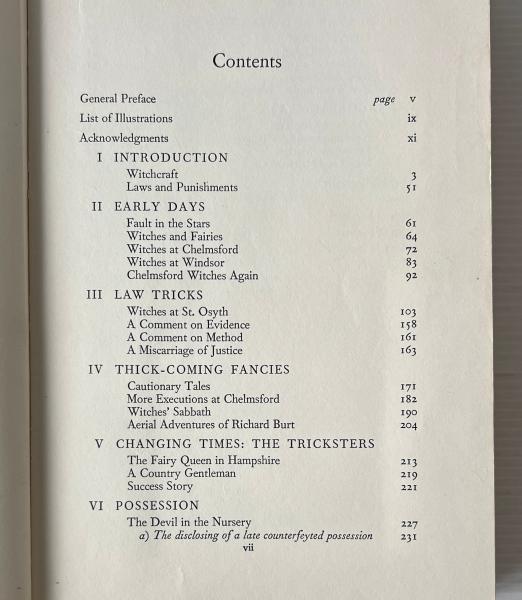 Contents
General Preface page v
List of Illustrations ix
Acknowledgments xi
I INTRODUCTION
Witchcraft 3
Laws and Punishments 51
II EARLY DAYS
Fault in the Stars 61
Witches and Fairies 64
Witches at Chelmsford 72
Witches at Windsor 83
Chelmsford Witches Again 92
III LAW TRICKS
Witches at St. Osyth 103
A Comment on Evidence 158
A Comment on Method 161
A Miscarriage of Justice 163
IV THICK-COMING FANCIES
Cautionary Tales 171
More Executions at Chelmsford 182
Witches' Sabbath 190
Aerial Adventures of Richard Burt 204
V CHANGING TIMES: THE TRICKSTERS
The Fairy Queen in Hampshire 213
A Country Gentleman 219
Success Story 221
VI POSSESSION
The Devil in the Nursery 227
a) The disclosing of a late counterfeyted possession 231
vii